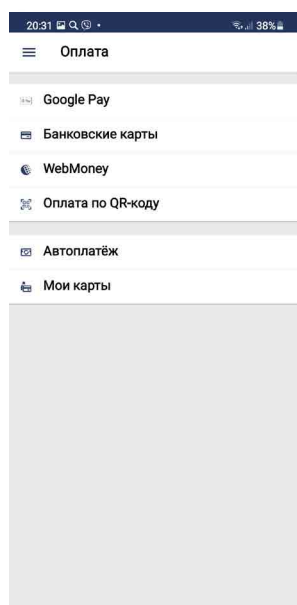 20:31 38%
Оплата
Google Pay
Банковские карты
WebMoney
Оплата по QR-коду
Автоплатёж
Мои карты